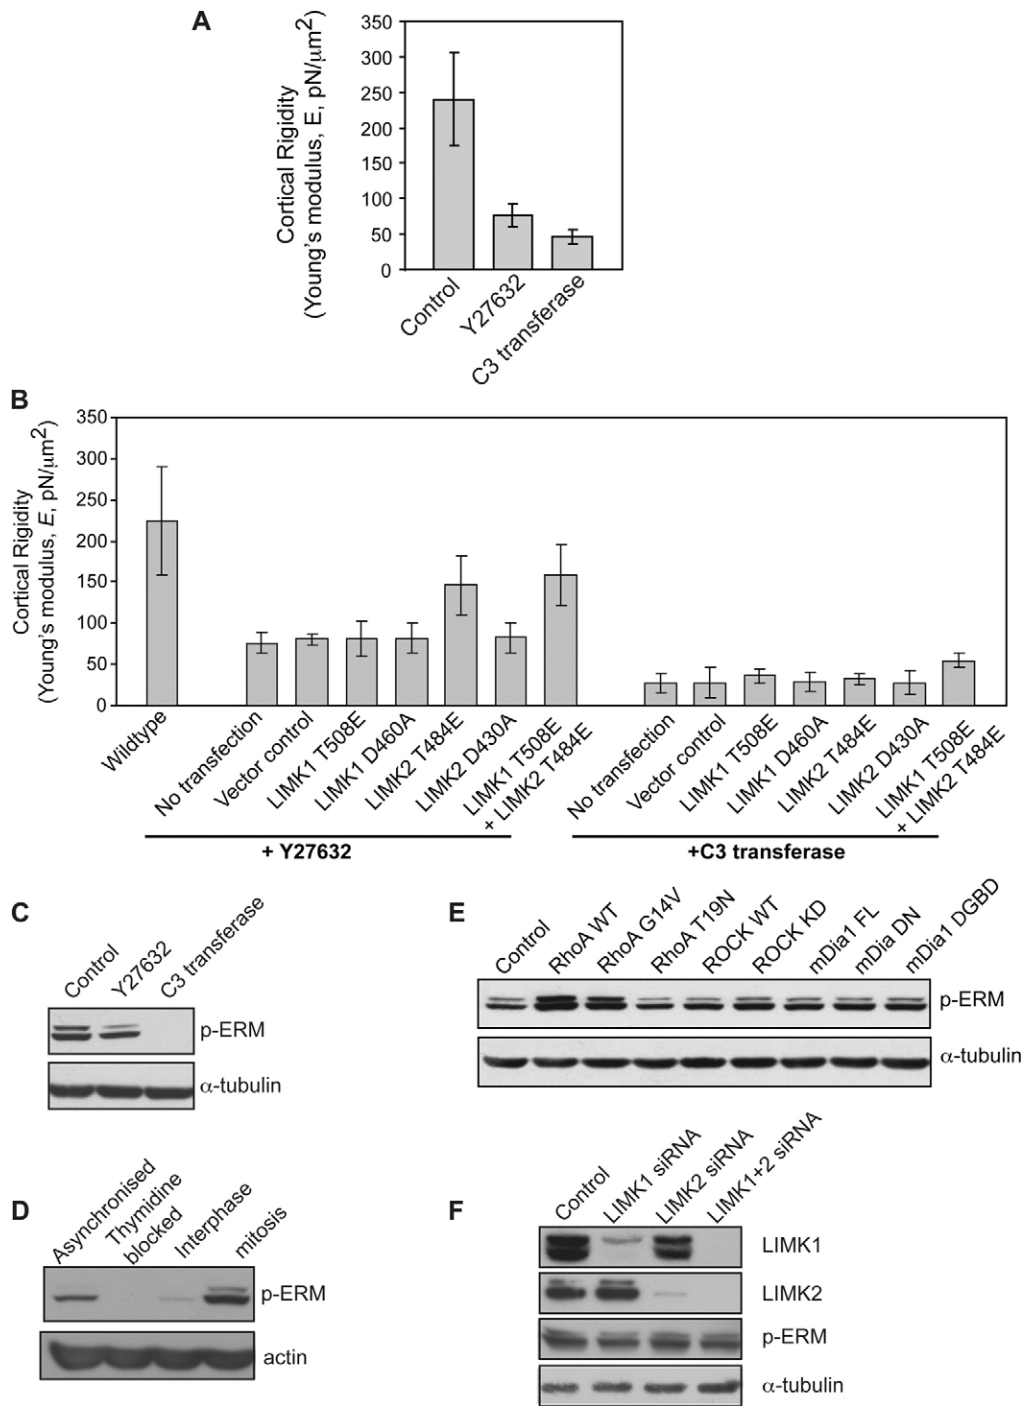 A
Cortical Rigidity
(Young's modulus, E, pN/μm2)
350
300
250
200
150
100
50
0
Control
Y27632
C3 transferase
B
Cortical Rigidity
(Young's modulus, E, pN/μm2)
350
300
250
200
150
100
50
0
Wildtype
No transfection
Vector control
LIMK1 T508E
LIMK1 D460A
LIMK2 T484E
LIMK2 D430A
LIMK1 T508E
+ LIMK2 T484E
No transfection
Vector control
LIMK1 T508E
LIMK1 D460A
LIMK2 T484E
LIMK2 D430A
LIMK1 T508E
+ LIMK2 T484E
+ Y27632
+C3 transferase
C
Control
Y27632
C3 transferase
p-ERM
α-tubulin
E
Control
RhoA WT
RhoA G14V
RhoA T19N
ROCK WT
ROCK KD
mDia1 FL
mDia DN
mDia1 DGBD
p-ERM
α-tubulin
D
Asynchronised
Thymidine
blocked
Interphase
mitosis
p-ERM
actin
F
Control
LIMK1 siRNA
LIMK2 siRNA
LIMK1+2 siRNA
LIMK1
LIMK2
p-ERM
α-tubulin